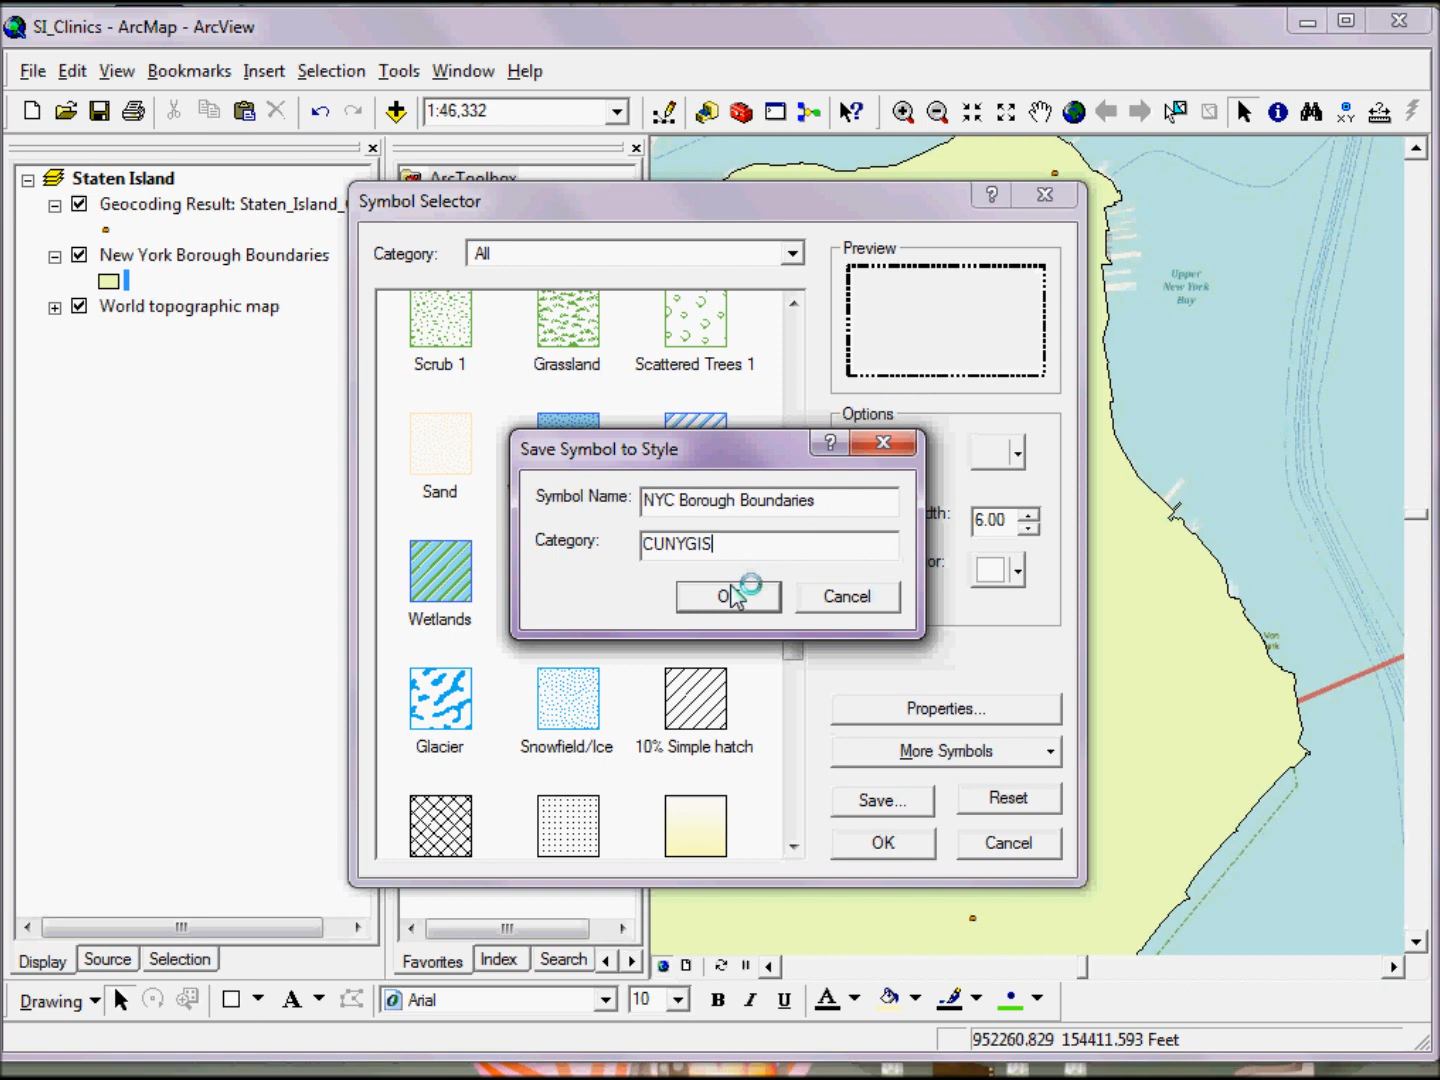 SI_Clinics - ArcMap - ArcView
File Edit View Bookmarks Insert Selection Tools Window Help
1:46,332
Staten Island
Geocoding Result: Staten_Island_
New York Borough Boundaries
World topographic map
ArcToolbox
Symbol Selector
Category: All
Preview
Scrub 1 Grassland Scattered Trees 1
Options
Sand
Wetlands
dth: 6.00
or:
Save Symbol to Style
Symbol Name: NYC Borough Boundaries
Category: CUNYGIS
Cancel
Glacier Snowfield/Ice 10% Simple hatch
Properties...
More Symbols
Save... Reset
OK Cancel
Upper
New York
Bay
Display Source Selection
Favorites Index Search
Drawing A Arial 10 B I U A
952260.829 154411.593 Feet